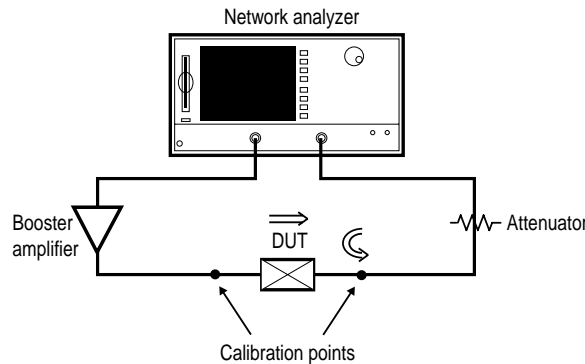 Network analyzer
Booster
amplifier
DUT
Attenuator
Calibration points